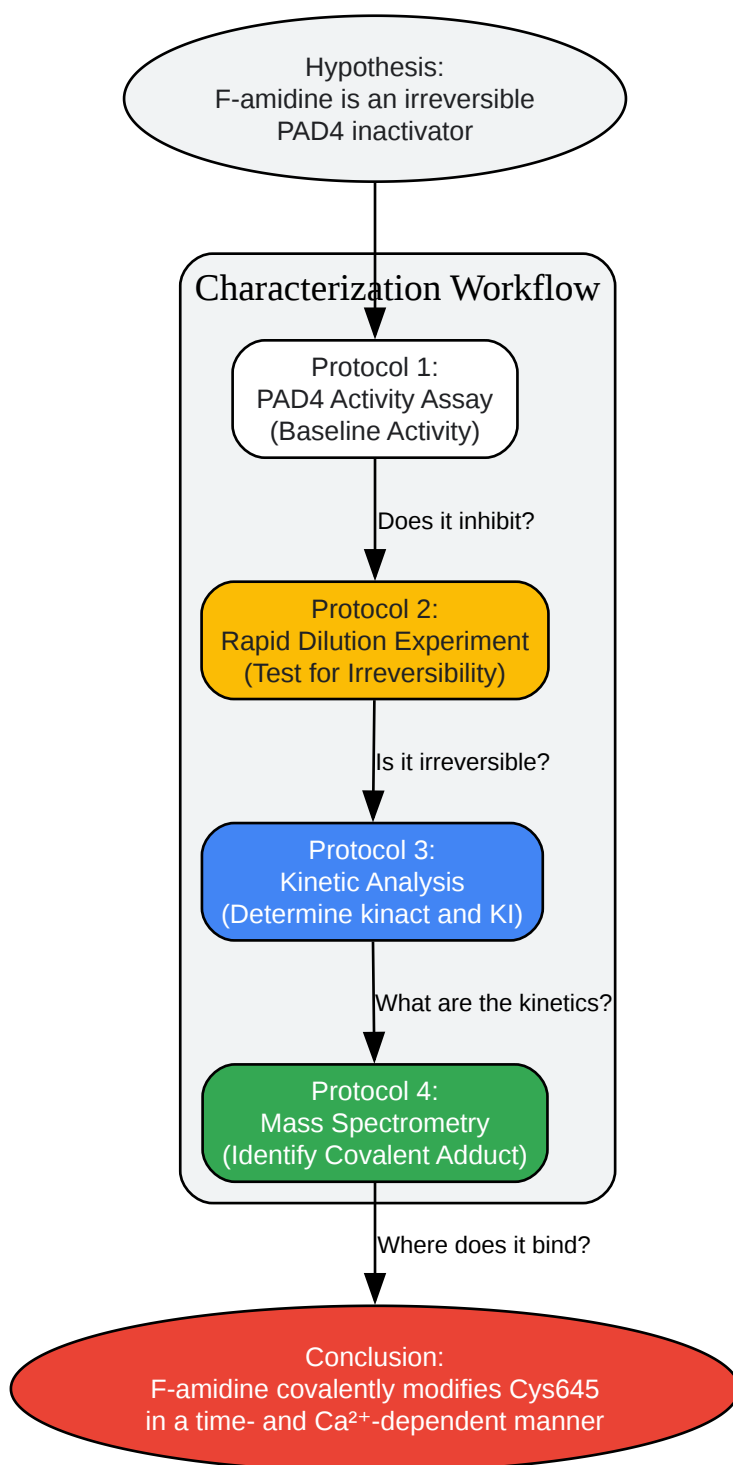 Hypothesis:
F-amidine is an irreversible
PAD4 inactivator
Characterization Workflow
Protocol 1:
PAD4 Activity Assay
(Baseline Activity)
Does it inhibit?
Protocol 2:
Rapid Dilution Experiment
(Test for Irreversibility)
Is it irreversible?
Protocol 3:
Kinetic Analysis
(Determine kinact and KI)
What are the kinetics?
Protocol 4:
Mass Spectrometry
(Identify Covalent Adduct)
Where does it bind?
Conclusion:
F-amidine covalently modifies Cys645
in a time- and Ca²⁺-dependent manner